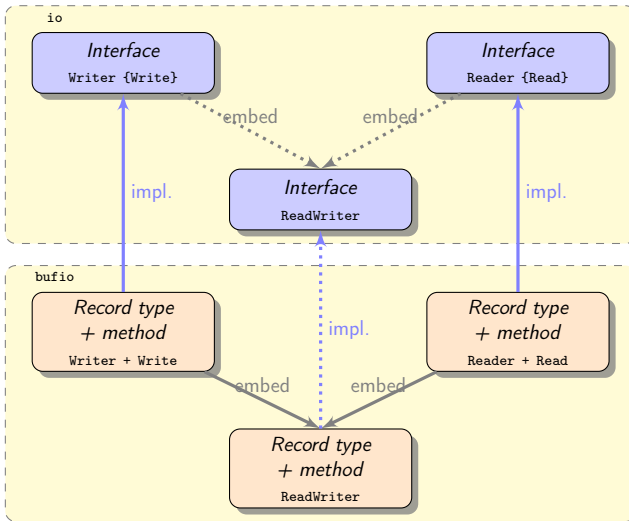 io
Interface
Writer {Write}
Interface
Reader {Read}
embed
embed
Interface
ReadWriter
impl.
impl.
bufio
Record type
+ method
Writer + Write
impl.
Record type
+ method
Reader + Read
embed
embed
Record type
+ method
ReadWriter